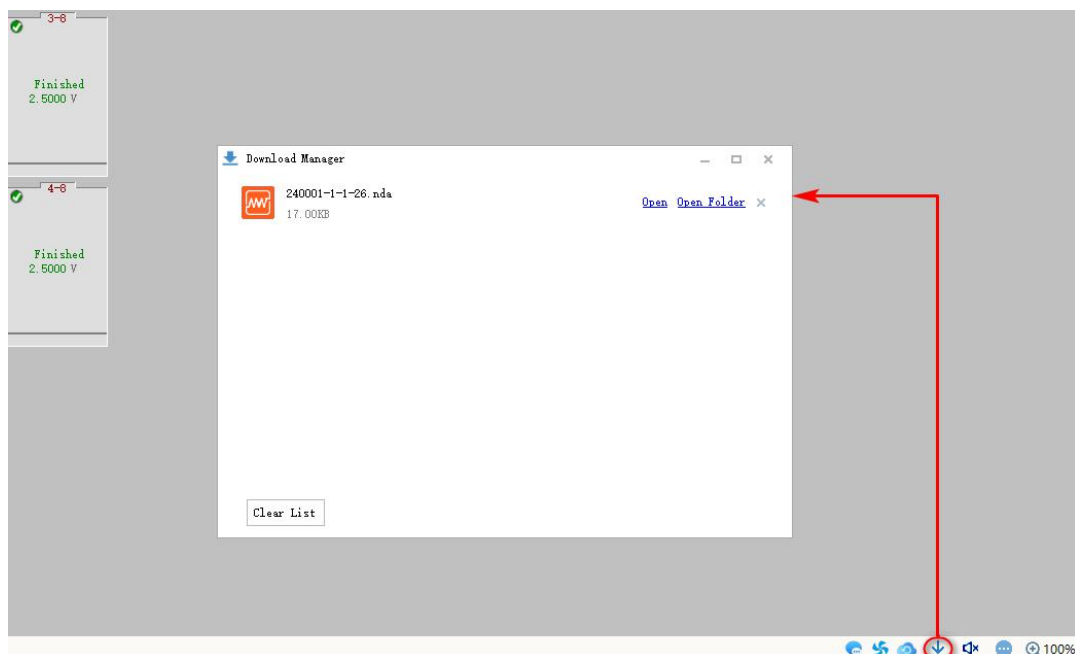 3-8
Finished
2.5000 V
4-8
Finished
2.5000 V
Download Manager
240001-1-1-26.nda
17.00KB
Open Open Folder
Clear List
100%